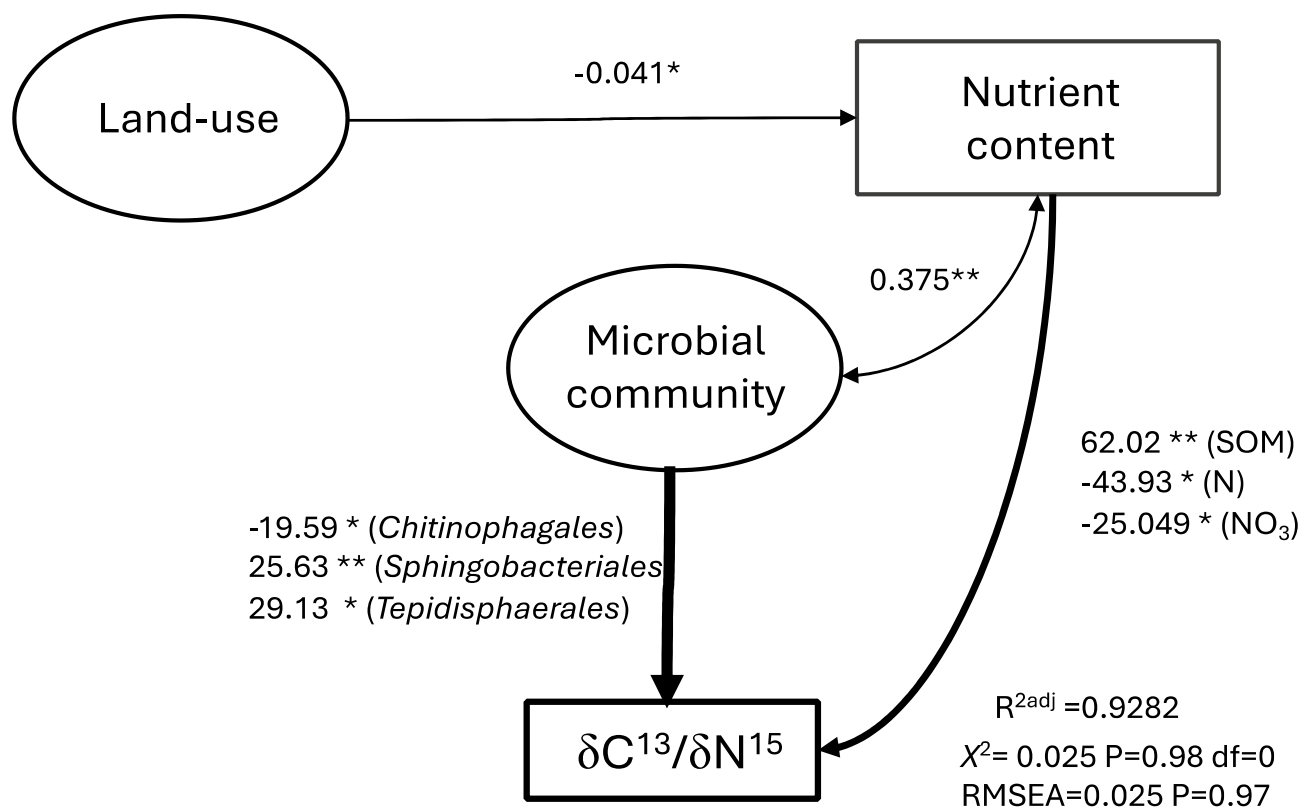 -0.041*
Land-use
Nutrient
content
0.375**
Microbial
community
62.02 ** (SOM)
-43.93 * (N)
-25.049 * (NO₃)
-19.59 * (Chitinophagales)
25.63 ** (Sphingobacteriales)
29.13 * (Tepidisphaerales)
R²ᵃᵈʲ =0.9282
δC¹³/δN¹⁵
X²= 0.025 P=0.98 df=0
RMSEA=0.025 P=0.97